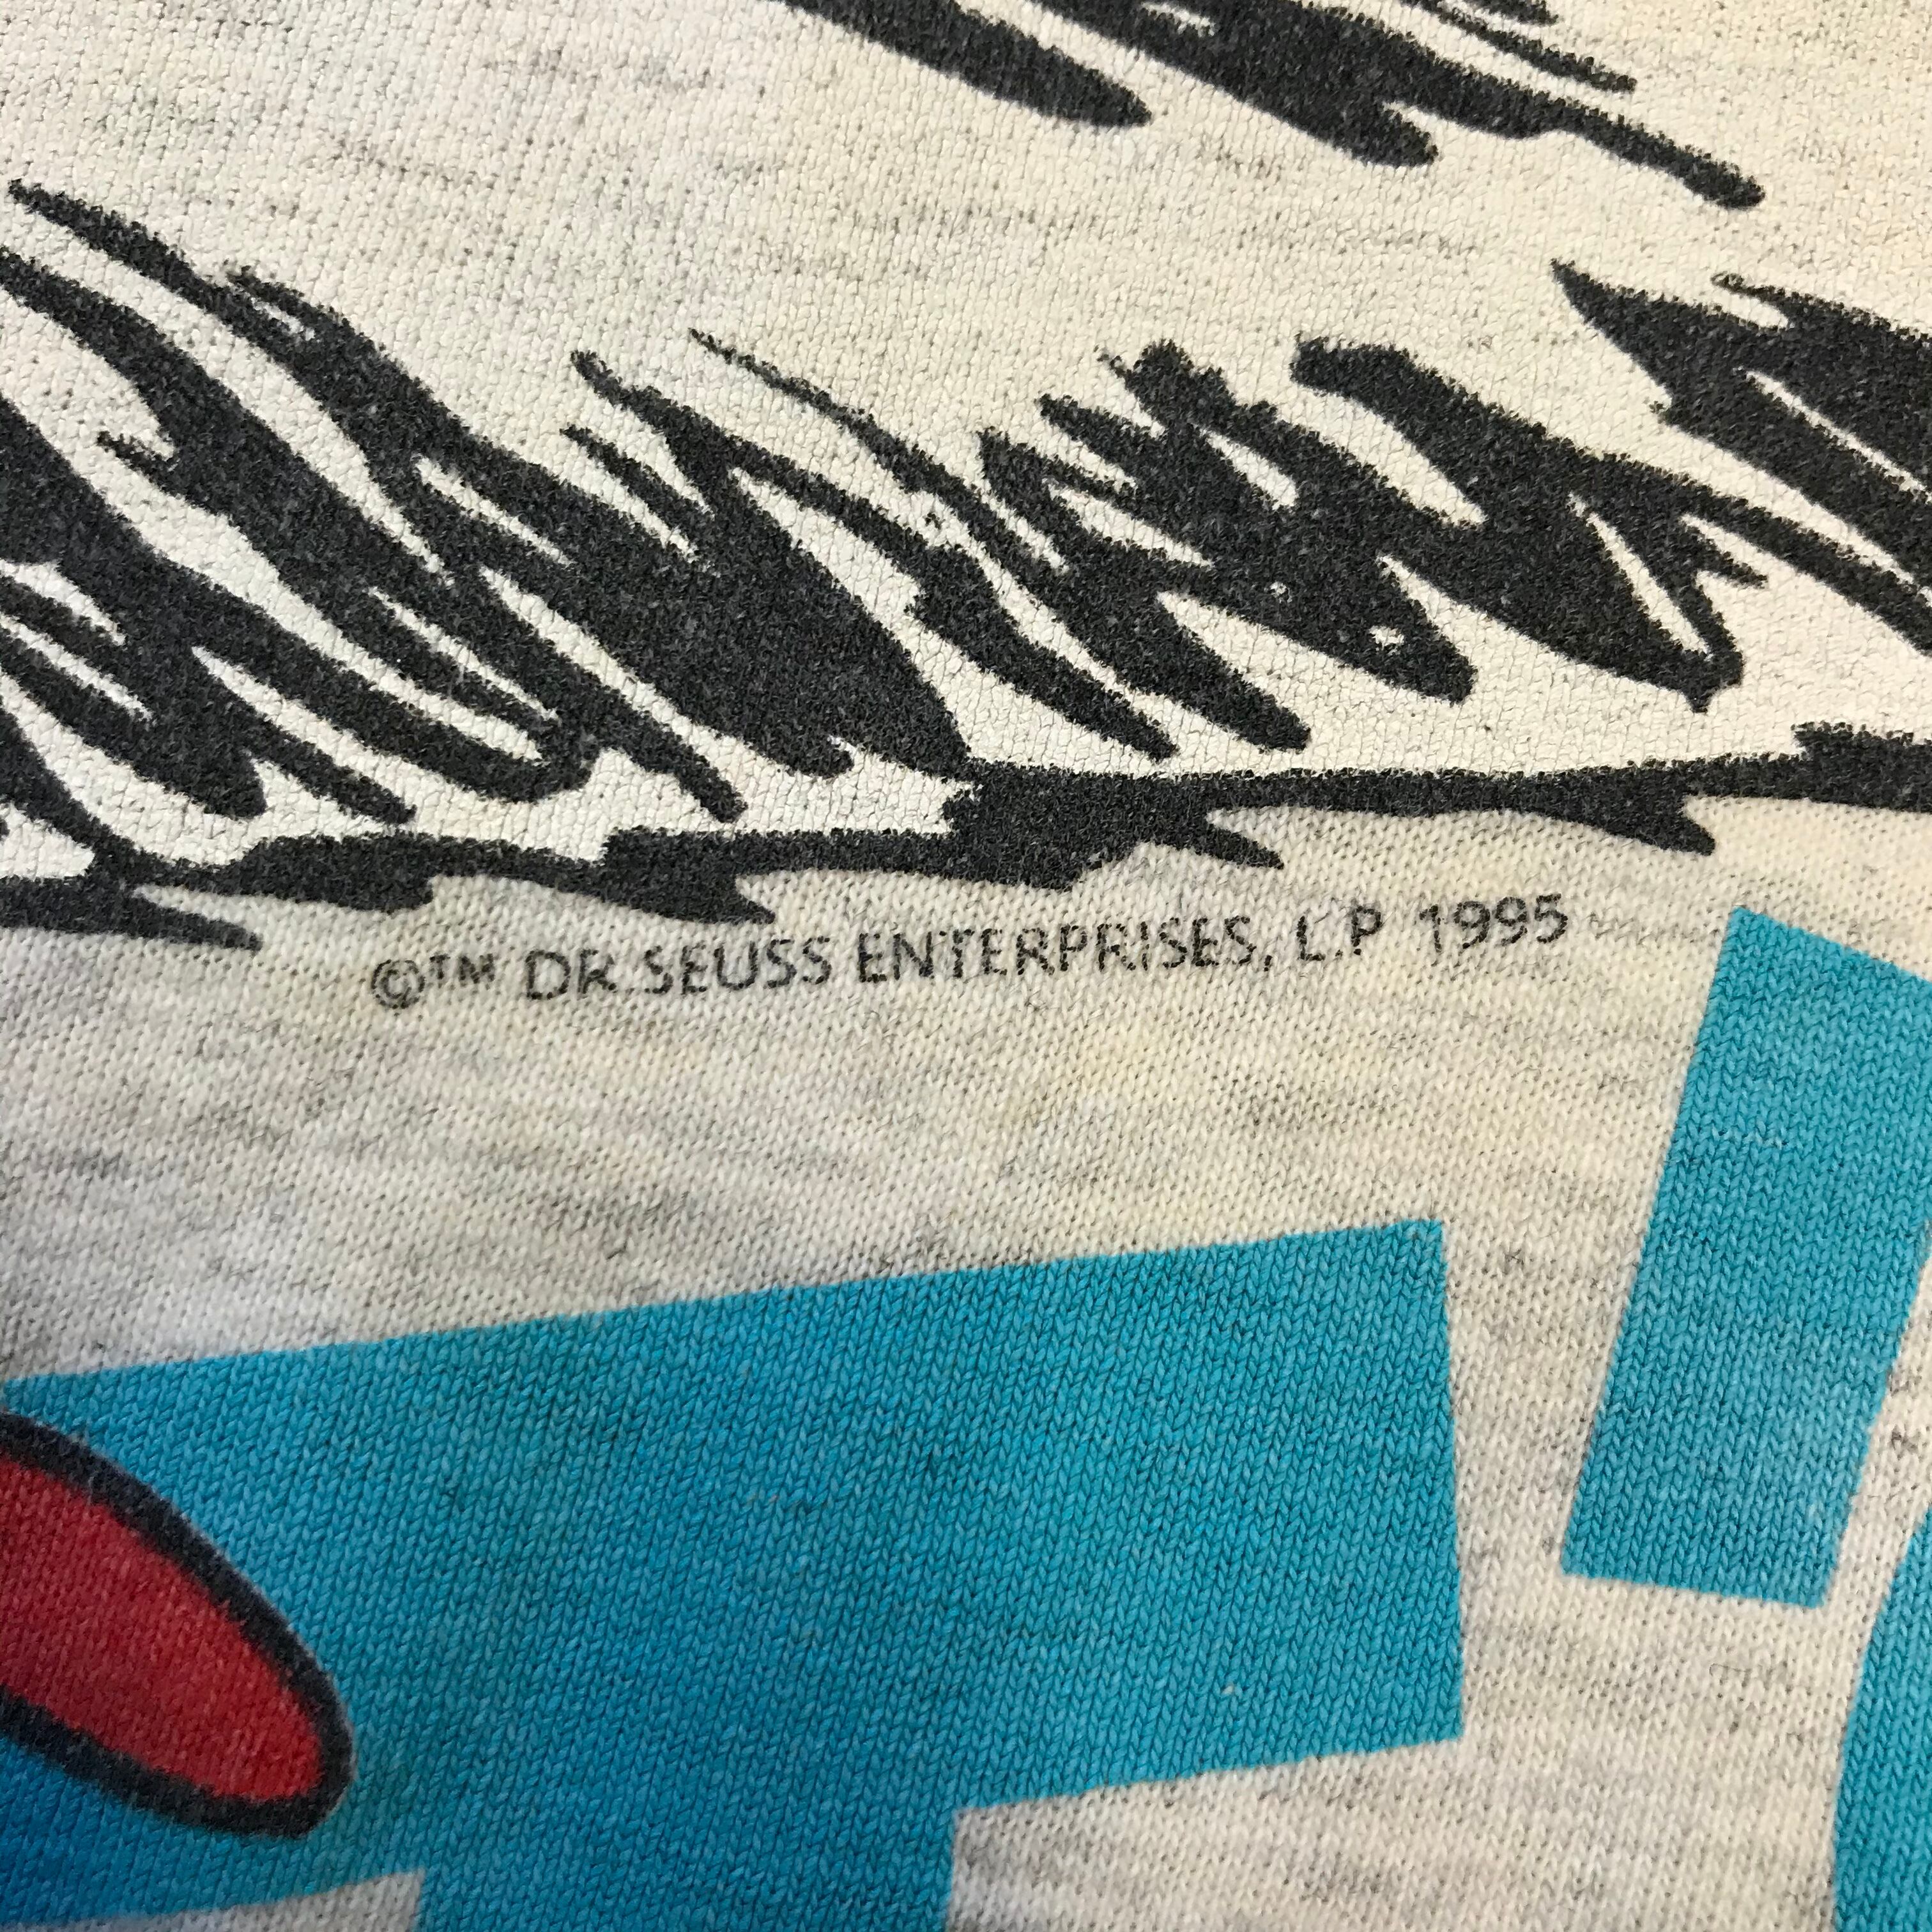 ©™ DR. SEUSS ENTERPRISES, L.P 1995